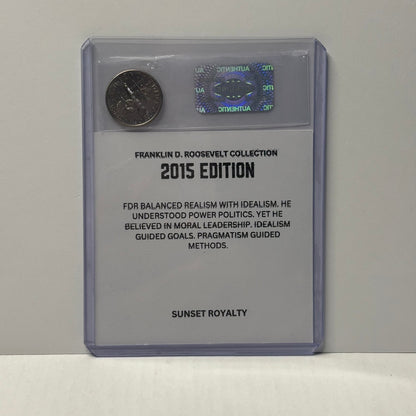 AUTHENTIC
FRANKLIN D. ROOSEVELT COLLECTION
2015 EDITION
FDR BALANCED REALISM WITH IDEALISM. HE
UNDERSTOOD POWER POLITICS. YET HE
BELIEVED IN MORAL LEADERSHIP. IDEALISM
GUIDED GOALS. PRAGMATISM GUIDED
METHODS.
SUNSET ROYALTY